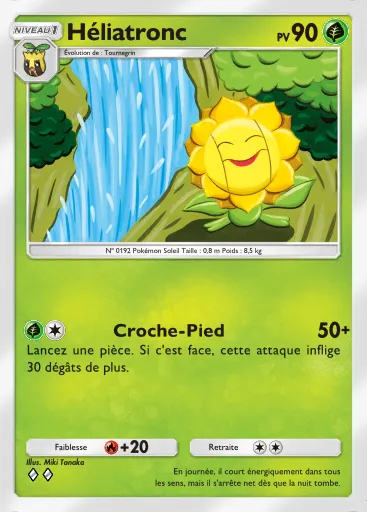 NIVEAU 1
Héliatronc
PV 90
Évolution de : Tournegrin
N° 0192 Pokémon Soleil Taille : 0,8 m Poids : 8,5 kg
Croche-Pied 50+
Lancez une pièce. Si c'est face, cette attaque inflige
30 dégâts de plus.
Faiblesse +20 Retraite
Illus. Miki Tanaka
En journée, il court énergiquement dans tous
les sens, mais il s'arrête net dès que la nuit tombe.